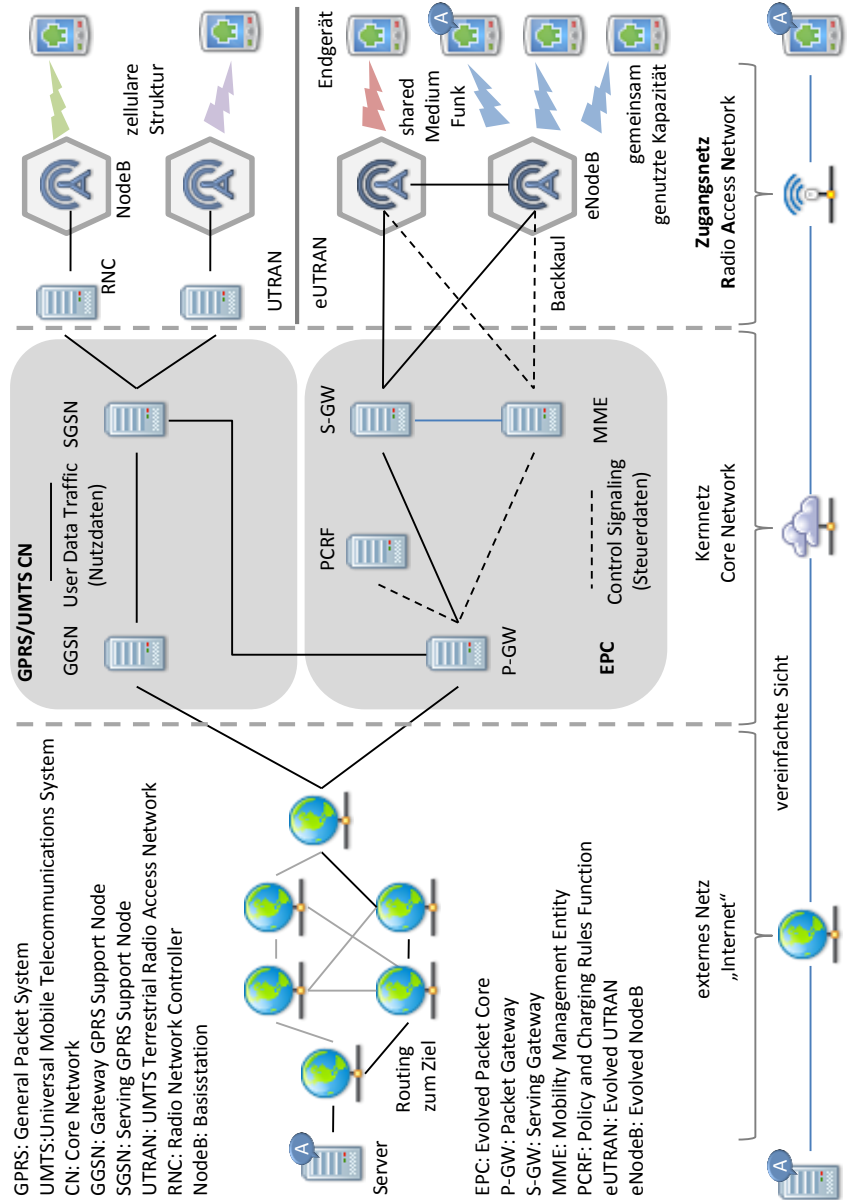 GPRS: General Packet System
UMTS:Universal Mobile Telecommunications System
CN: Core Network
GGSN: Gateway GPRS Support Node
SGSN: Serving GPRS Support Node
UTRAN: UMTS Terrestrial Radio Access Network
RNC: Radio Network Controller
NodeB: Basisstation
A
Server
Routing
zum Ziel
EPC: Evolved Packet Core
P-GW: Packet Gateway
S-GW: Serving Gateway
MME: Mobility Management Entity
PCRF: Policy and Charging Rules Function
eUTRAN: Evolved UTRAN
eNodeB: Evolved NodeB
GPRS/UMTS CN
GGSN
User Data Traffic
(Nutzdaten)
SGSN
PCRF
S-GW
P-GW
MME
EPC
Control Signaling
(Steuerdaten)
RNC
NodeB
zellulare
Struktur
UTRAN
eUTRAN
Endgerät
A
shared
Medium
Funk
Backkaul
eNodeB
gemeinsam
genutzte Kapazität
externes Netz
„Internet“
Kernnetz
Core Network
Zugangsnetz
Radio Access Network
vereinfachte Sicht
A
A